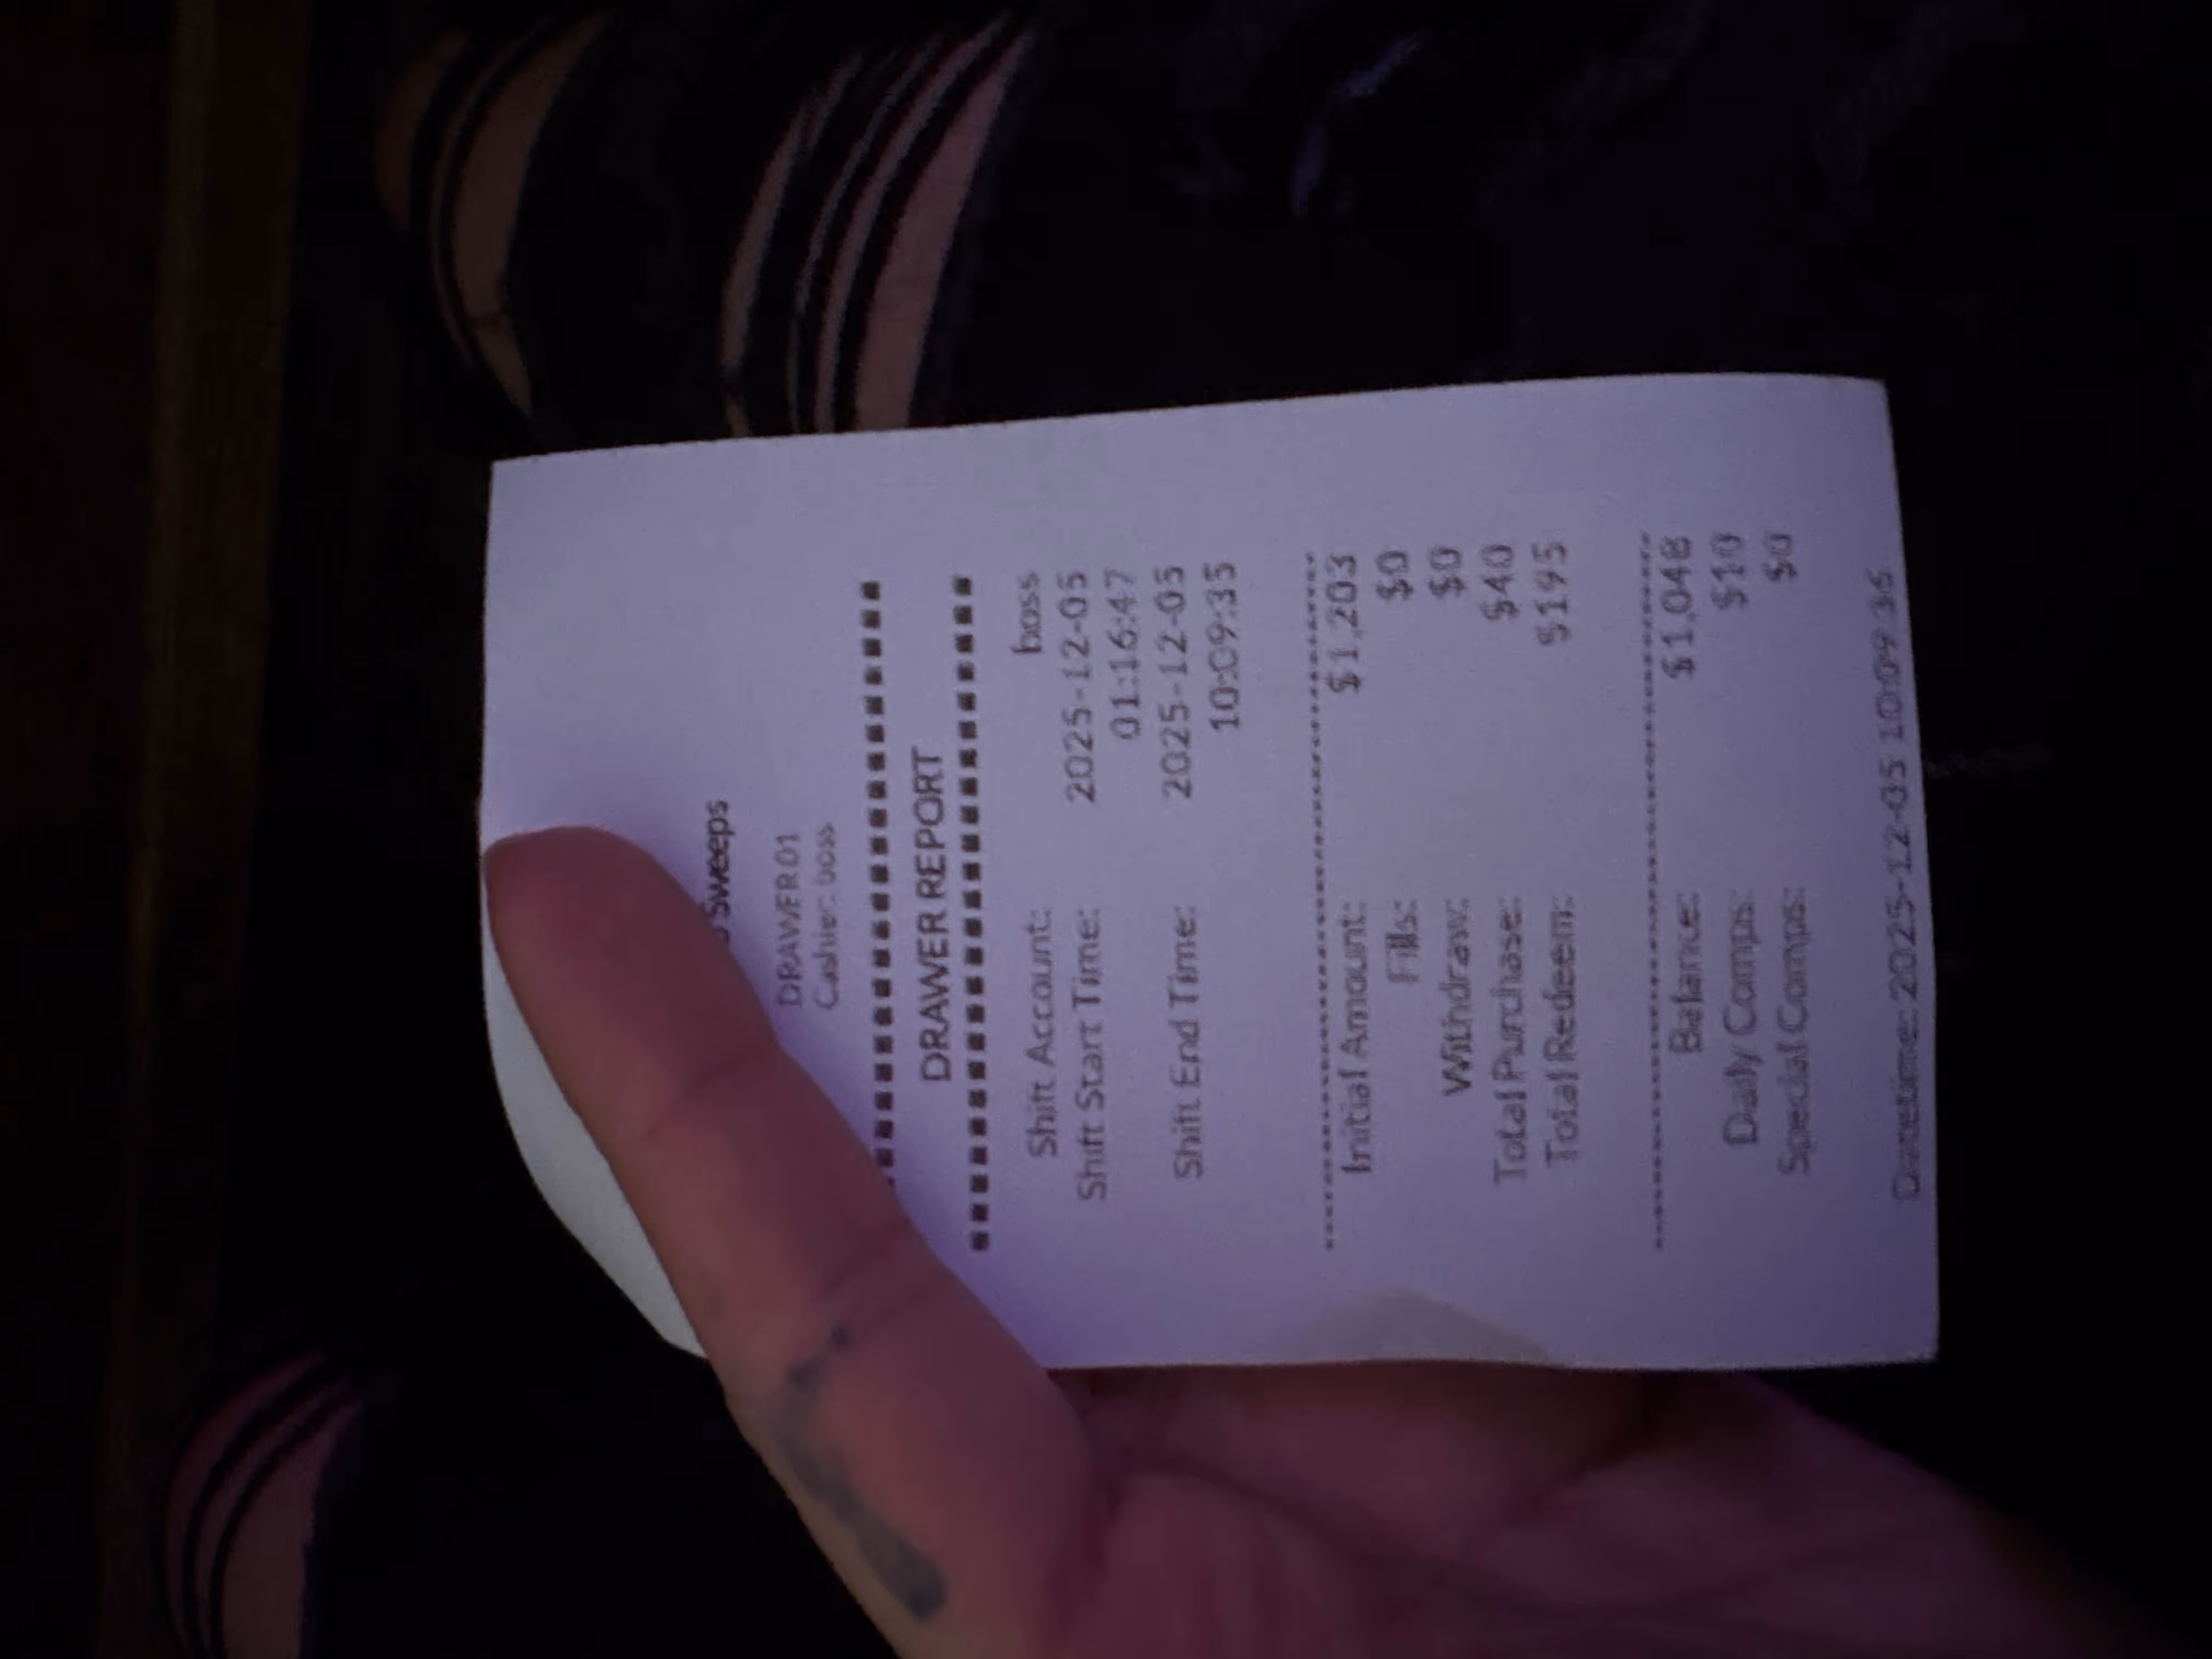 Sweeps
DRAWER 01
Cashier: boss
DRAWER REPORT
Shift Account: boss
Shift Start Time: 2025-12-05
01:16:47
Shift End Time: 2025-12-05
10:09:35
Initial Amount: $1,203
Fills: $0
Withdraw: $0
Total Purchase: $40
Total Redeem: $195
Balance: $1,048
Daily Comps: $10
Special Comps: $0
Datetime: 2025-12-05 10:09:36